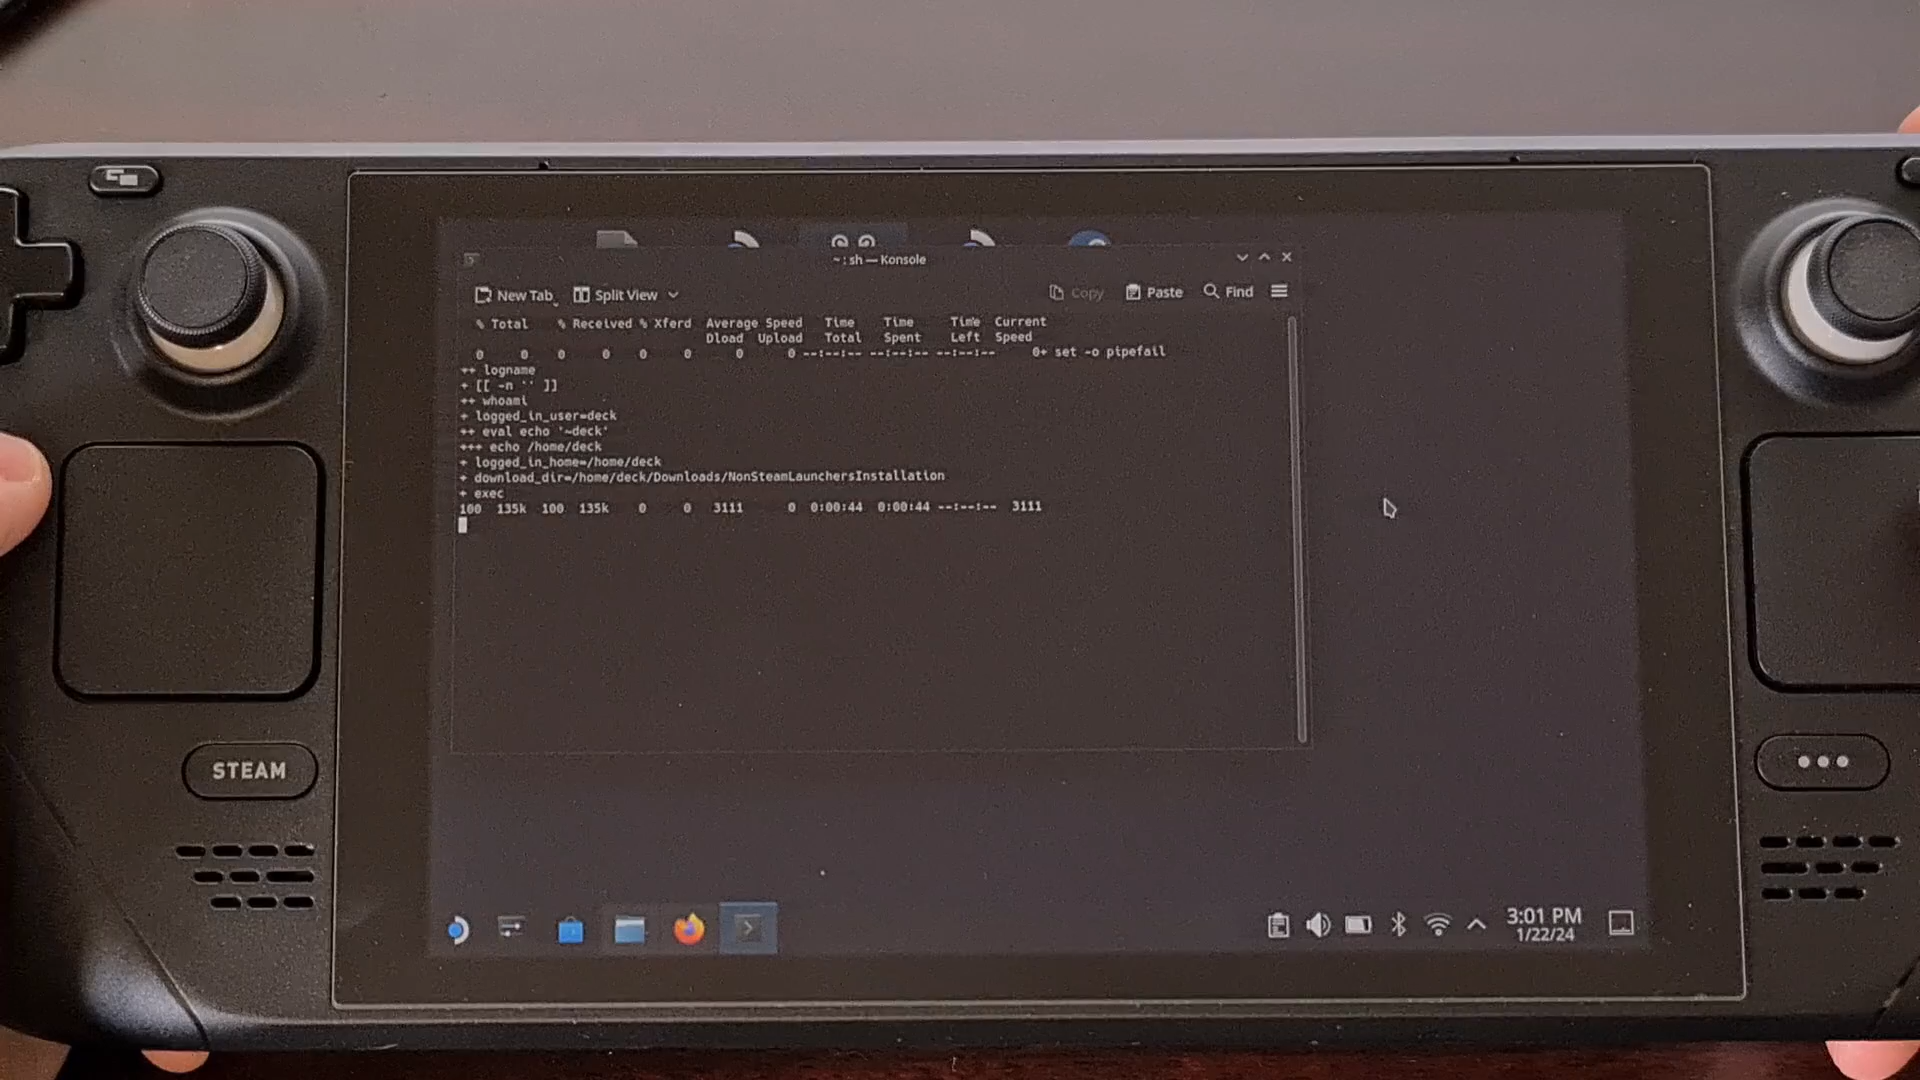 ~ : sh — Konsole
New Tab Split View Copy Paste Find
% Total % Received % Xferd Average Speed Time Time Time Current
Dload Upload Total Spent Left Speed
0 0 0 0 0 0 0 0 --:--:-- --:--:-- --:--:-- 0+ set -o pipefail
++ logname
+ [[ -n '' ]]
++ whoami
+ logged_in_user=deck
++ eval echo '~deck'
+++ echo /home/deck
+ logged_in_home=/home/deck
+ download_dir=/home/deck/Downloads/NonSteamLaunchersInstallation
+ exec
100 135k 100 135k 0 0 3111 0 0:00:44 0:00:44 --:--:-- 3111
STEAM
3:01 PM
1/22/24